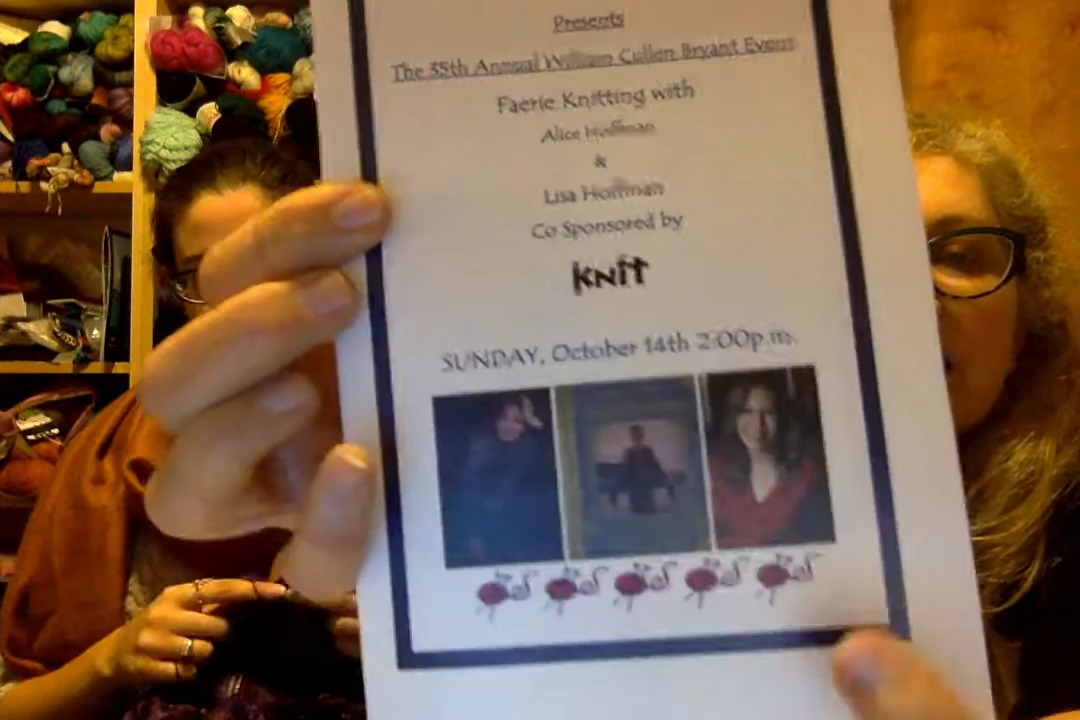 Presents
The 35th Annual William Cullen Bryant Event
Faerie Knitting with
Alice Hoffman
&
Lisa Hoffman
Co Sponsored by
KNIT
SUNDAY, October 14th 2:00p.m.